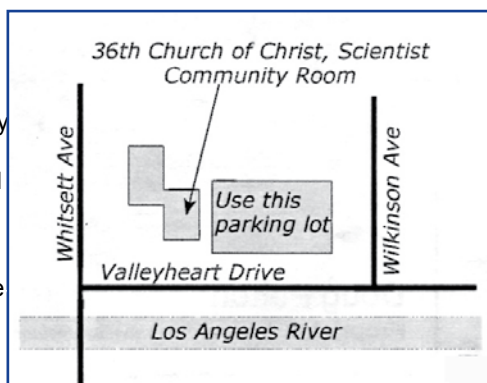 36th Church of Christ, Scientist
Community Room
Whitsett Ave
Wilkinson Ave
Use this
parking lot
Valleyheart Drive
Los Angeles River